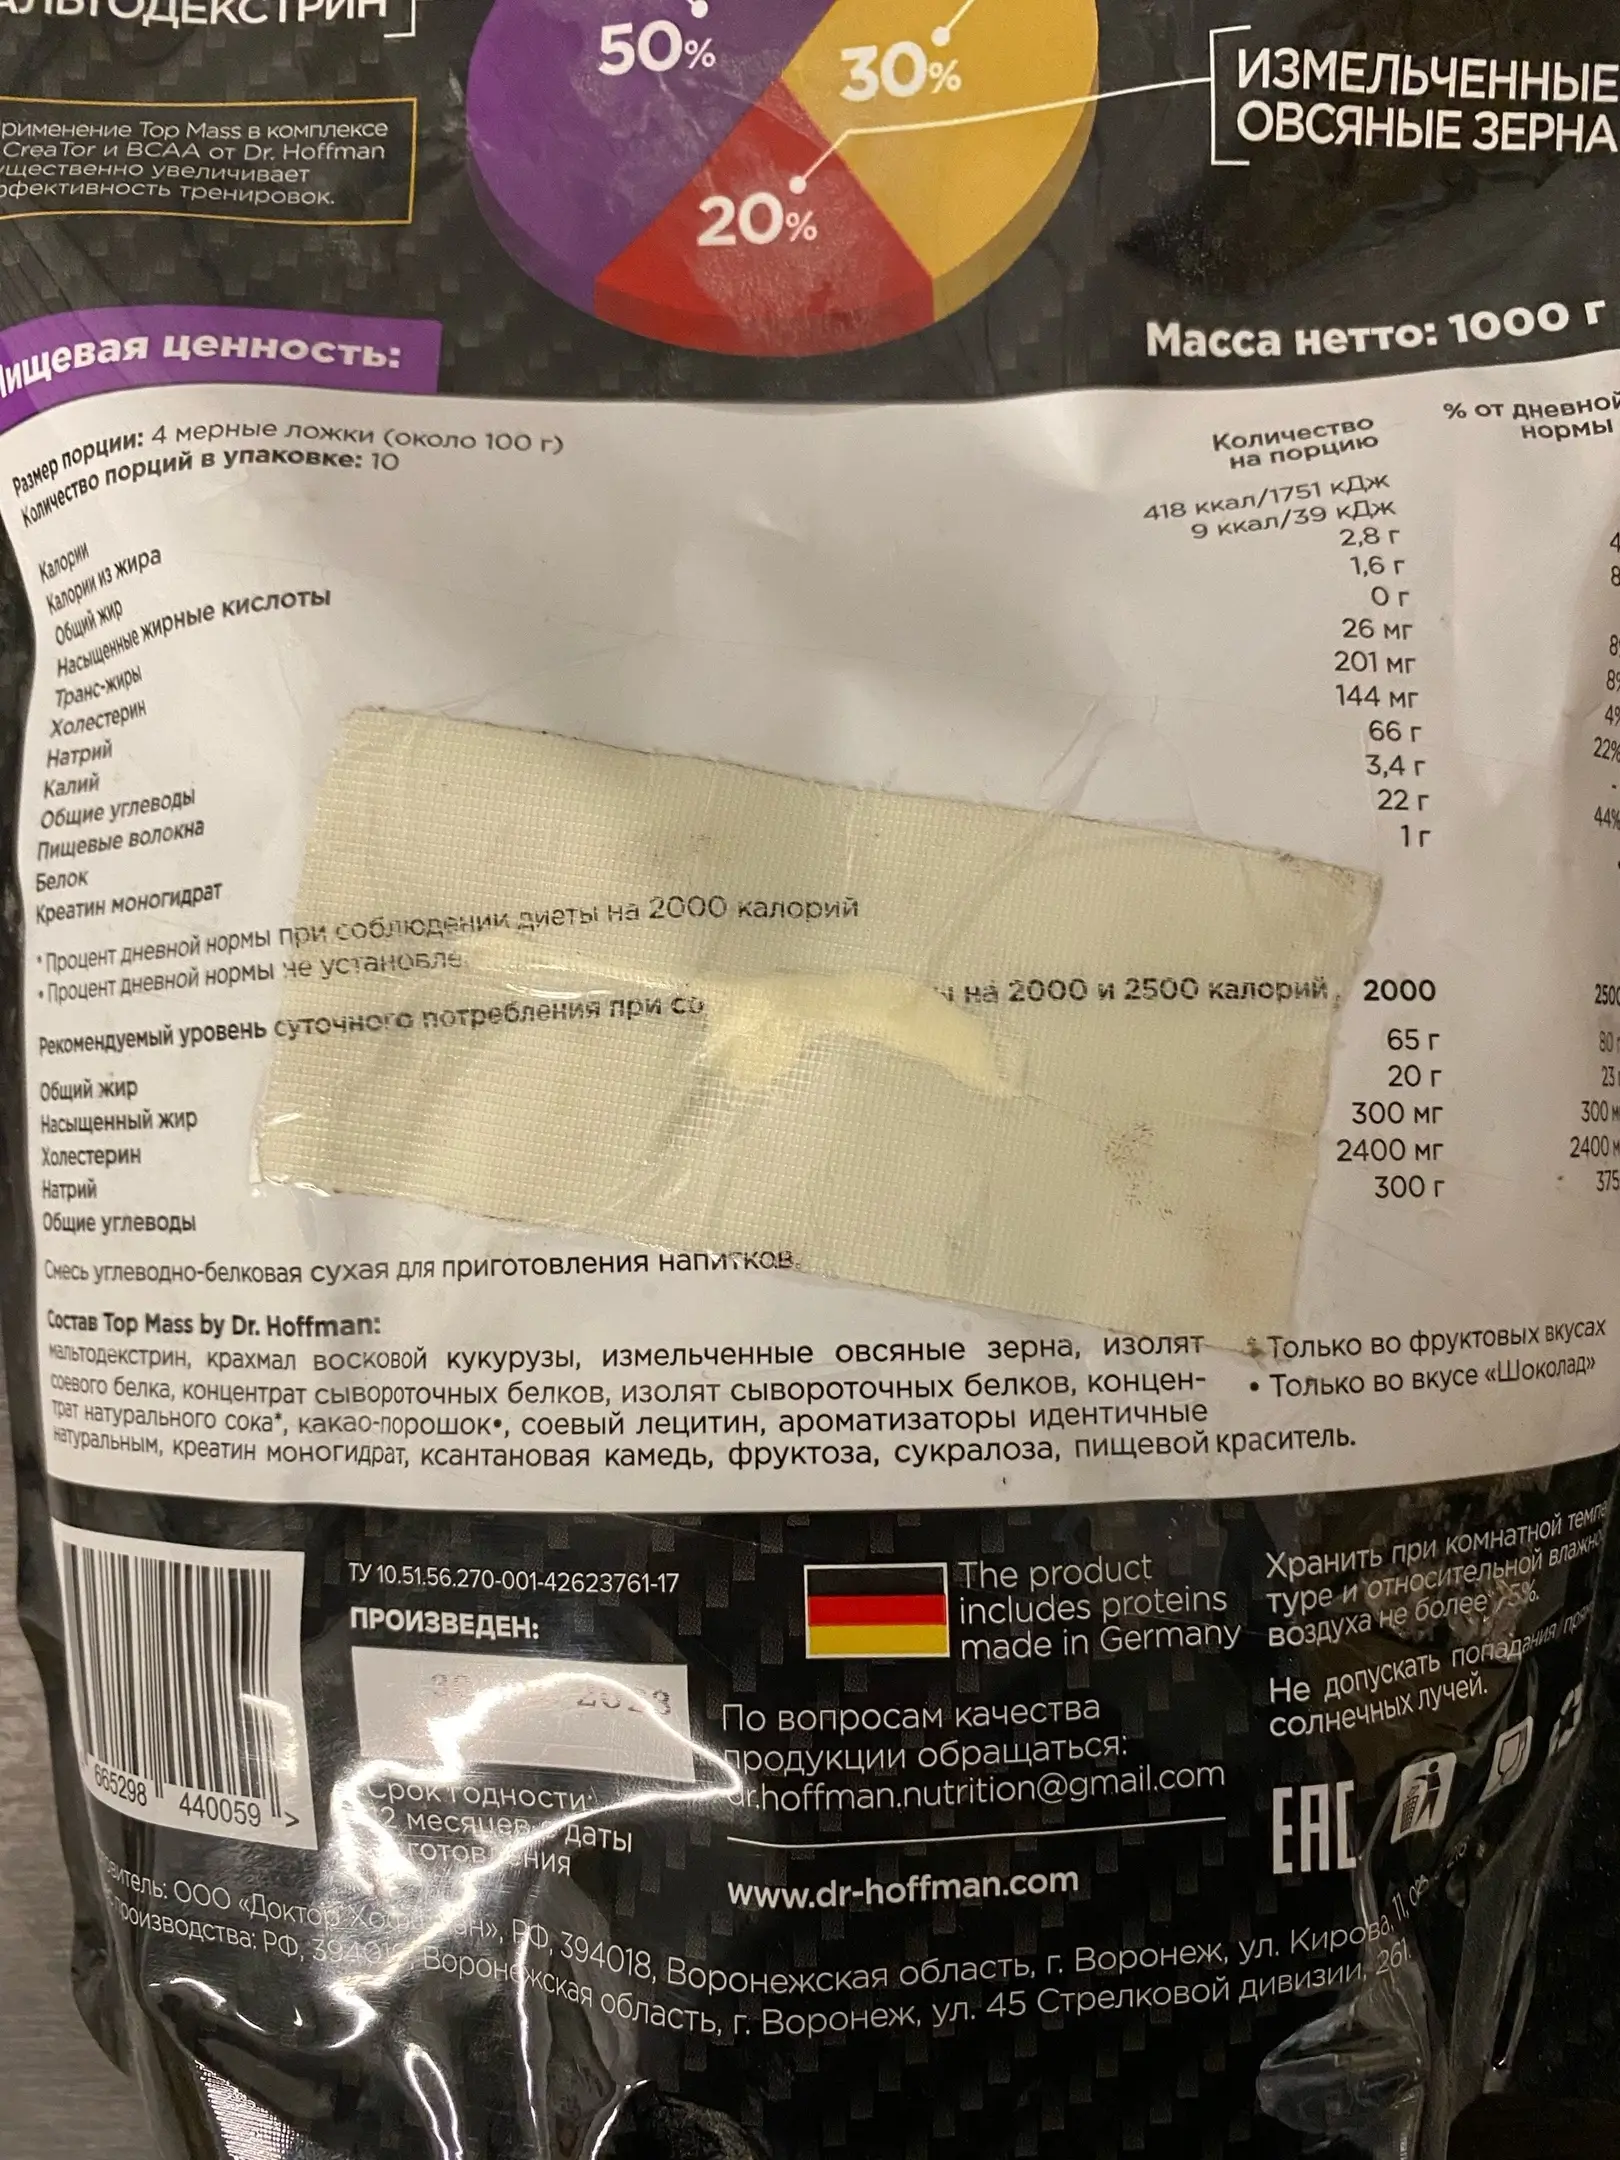 50%
30%
20%
ИЗМЕЛЬЧЕННЫЕ
ОВСЯНЫЕ ЗЕРНА
Top Mass в комплексе
CreaTor и BCAA от Dr. Hoffman
увеличивает
тренировок.
ценность:
Масса нетто: 1000 г
Размер порции: 4 мерные ложки (около 100 г)
Количество порций в упаковке: 10
Количество
на порцию
% от дневной
нормы
Калории 418 ккал/1751 кДж
Калории из жира 9 ккал/39 кДж
Общий жир 2,8 г
Насыщенные жирные кислоты 1,6 г
Транс-жиры 0 г
Холестерин 26 мг
Натрий 201 мг
Калий 144 мг
Общие углеводы 66 г 22%
Пищевые волокна 3,4 г
Белок 22 г 44%
Креатин моногидрат 1 г
*Процент дневной нормы при соблюдении диеты на 2000 калорий
•Процент дневной нормы не
Рекомендуемый уровень суточного потребления при на 2000 и 2500 калорий 2000
Общий жир 65 г
Насыщенный жир 20 г
Холестерин 300 мг 300
Натрий 2400 мг 2400
Общие углеводы 300 г 375
Смесь углеводно-белковая сухая для приготовления напитков.
Состав Top Mass by Dr. Hoffman:
мальтодекстрин, крахмал восковой кукурузы, измельченные овсяные зерна, изолят
соевого белка, концентрат сывороточных белков, изолят сывороточных белков, концен-
трат натурального сока*, какао-порошок•, соевый лецитин, ароматизаторы идентичные
натуральным, креатин моногидрат, ксантановая камедь, фруктоза, сукралоза, пищевой краситель.
* Только во фруктовых вкусах
• Только во вкусе «Шоколад»
ТУ 10.51.56.270-001-42623761-17
ПРОИЗВЕДЕН:
Срок годности:
месяцев с даты
665298 440059 >
The product
includes proteins
made in Germany
По вопросам качества
продукции обращаться:
dr.hoffman.nutrition@gmail.com
www.dr-hoffman.com
Хранить при комнатной темпе
туре и относительной
воздуха не более 75%.
Не допускать попадания
солнечных лучей.
EAC
ООО «Доктор Хоффман», РФ, 394018, Воронежская область, г. Воронеж, ул. Кирова, 11,
производства: РФ, Воронежская область, г. Воронеж, ул. 45 Стрелковой дивизии, 261.